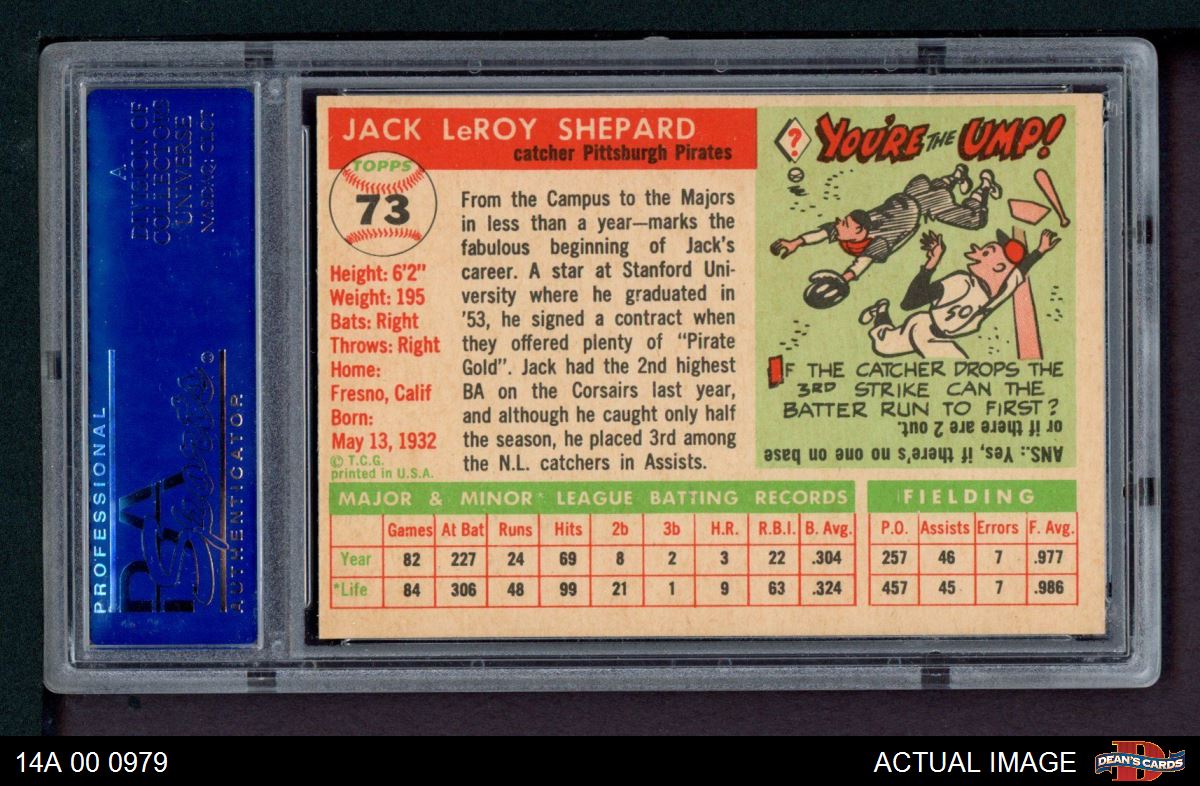 A
DIVISION OF
COLLECTORS
UNIVERSE
NASDAQ: CLCT
PROFESSIONAL
PSA
Sports
®
AUTHENTICATOR
JACK LeROY SHEPARD
catcher Pittsburgh Pirates
TOPPS
73
Height: 6'2"
Weight: 195
Bats: Right
Throws: Right
Home:
Fresno, Calif
Born:
May 13, 1932
© T.C.G.
printed in U.S.A.
From the Campus to the Majors
in less than a year—marks the
fabulous beginning of Jack's
career. A star at Stanford Uni-
versity where he graduated in
'53, he signed a contract when
they offered plenty of "Pirate
Gold". Jack had the 2nd highest
BA on the Corsairs last year,
and although he caught only half
the season, he placed 3rd among
the N.L. catchers in Assists.
?
YOU'RE THE UMP!
50
IF THE CATCHER DROPS THE
3RD STRIKE CAN THE
BATTER RUN TO FIRST?
ANS.: Yes, if there's no one on base
or if there are 2 out.
MAJOR & MINOR LEAGUE BATTING RECORDS FIELDING
Games At Bat Runs Hits 2b 3b H.R. R.B.I. B. Avg. P.O. Assists Errors F. Avg.
Year 82 227 24 69 8 2 3 22 .304 257 46 7 .977
*Life 84 306 48 99 21 1 9 63 .324 457 45 7 .986
14A 00 0979
ACTUAL IMAGE
D
DEAN'S CARDS